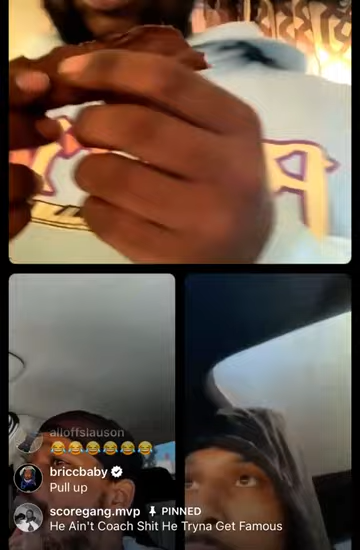 alloffslauson
😂😂😂😂😂😂
briccbaby
Pull up
scoregang.mvp PINNED
He Ain't Coach Shit He Tryna Get Famous